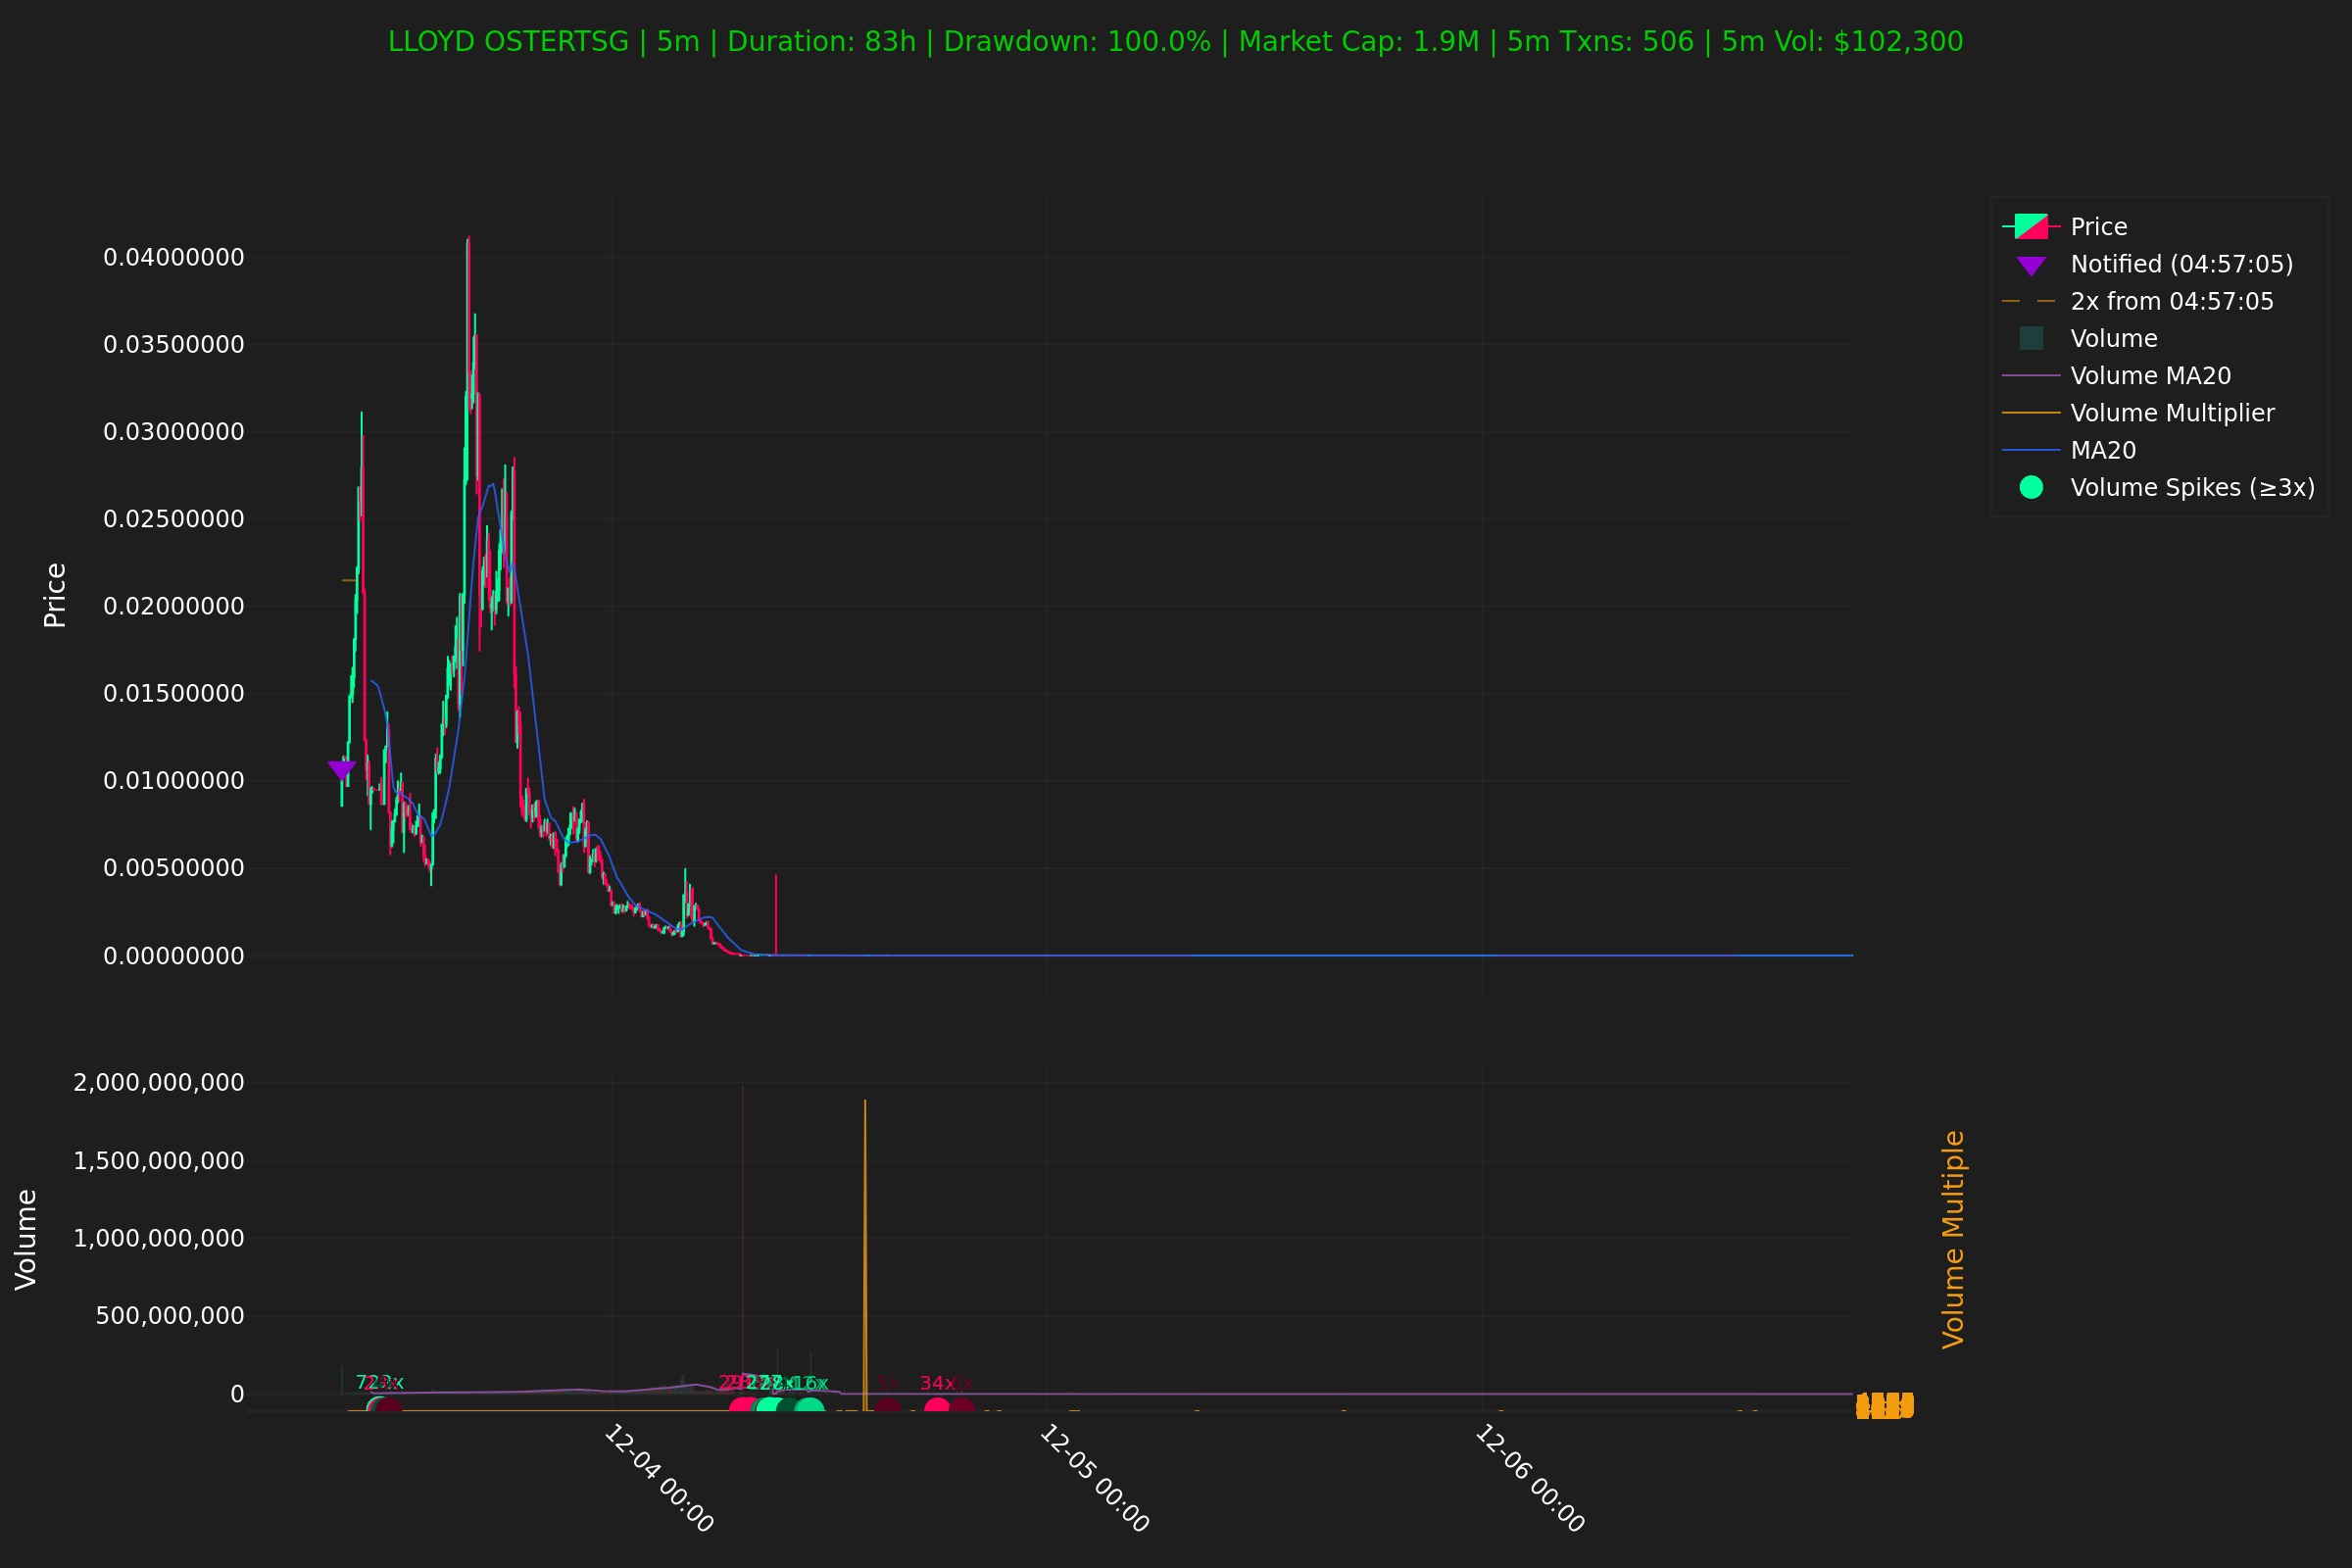 LLOYD OSTERTSG | 5m | Duration: 83h | Drawdown: 100.0% | Market Cap: 1.9M | 5m Txns: 506 | 5m Vol: $102,300
Price
0.04000000
0.03500000
0.03000000
0.02500000
0.02000000
0.01500000
0.01000000
0.00500000
0.00000000
Price
Notified (04:57:05)
2x from 04:57:05
Volume
Volume MA20
Volume Multiplier
MA20
Volume Spikes (≥3x)
Volume
2,000,000,000
1,500,000,000
1,000,000,000
500,000,000
0
34x
Volume Multiple
12-04 00:00
12-05 00:00
12-06 00:00